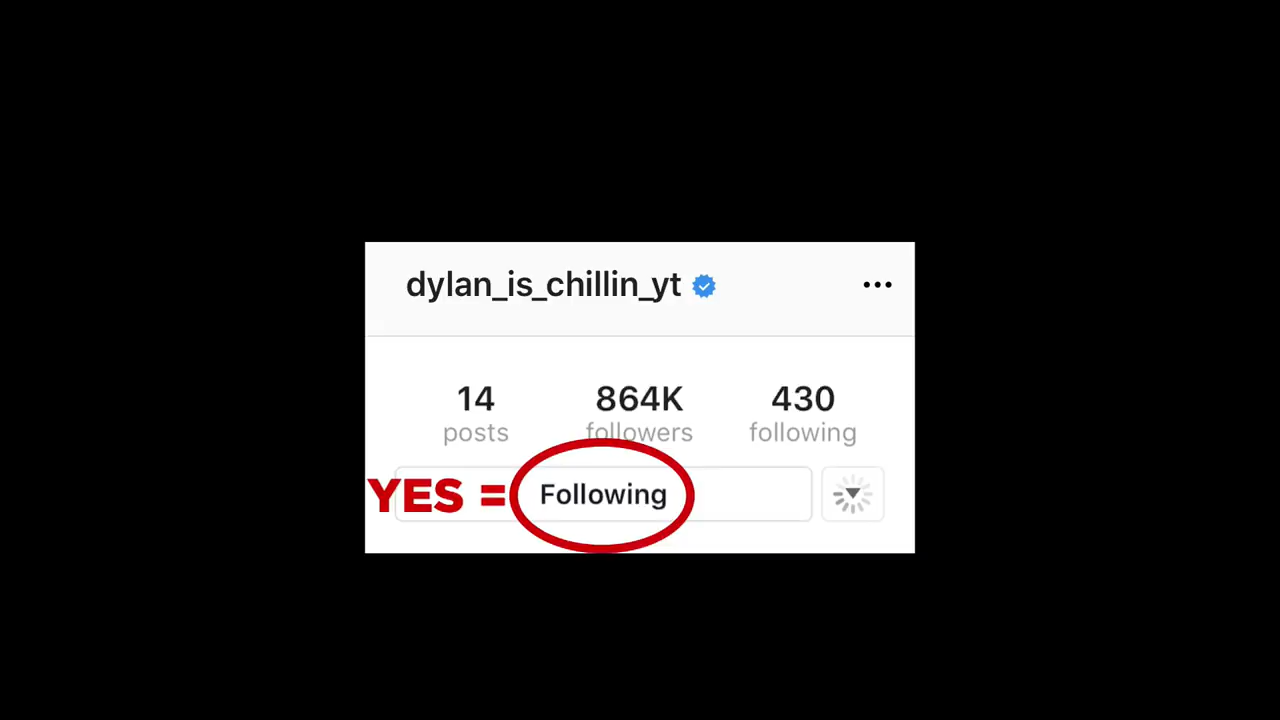 dylan_is_chillin_yt
14 864K 430
posts followers following
YES = Following